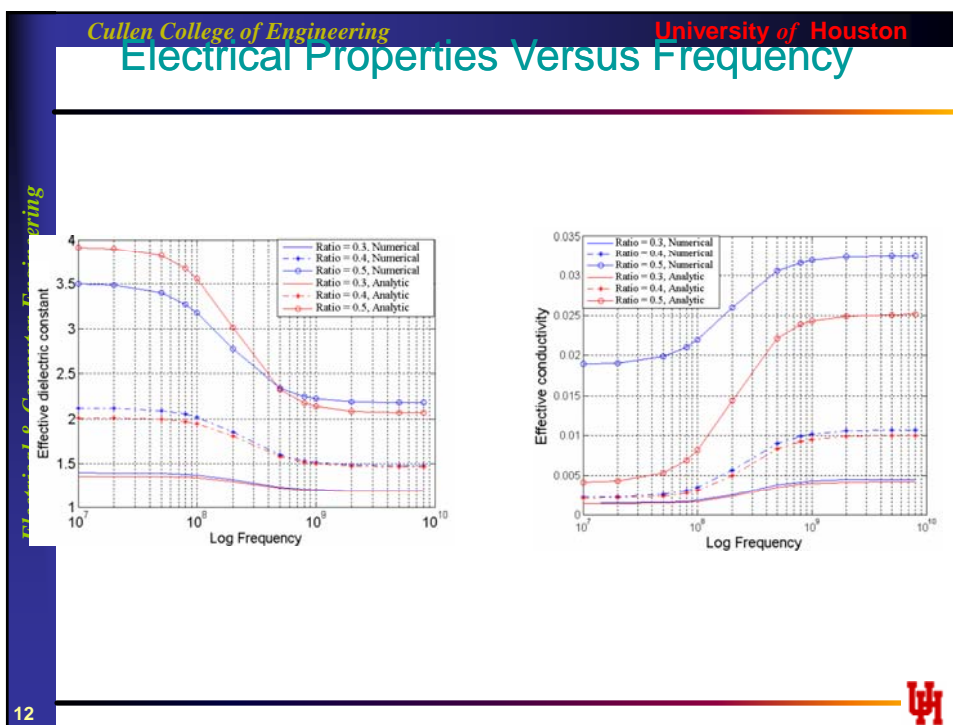 Cullen College of Engineering
University of Houston
Electrical Properties Versus Frequency
Ratio = 0.3, Numerical
Ratio = 0.4, Numerical
Ratio = 0.5, Numerical
Ratio = 0.3, Analytic
Ratio = 0.4, Analytic
Ratio = 0.5, Analytic
Effective dielectric constant
4
3.5
3
2.5
2
1.5
1
10^7
10^8
10^9
10^10
Log Frequency
Ratio = 0.3, Numerical
Ratio = 0.4, Numerical
Ratio = 0.5, Numerical
Ratio = 0.3, Analytic
Ratio = 0.4, Analytic
Ratio = 0.5, Analytic
Effective conductivity
0.035
0.03
0.025
0.02
0.015
0.01
0.005
0
10^7
10^8
10^9
10^10
Log Frequency
12
UH